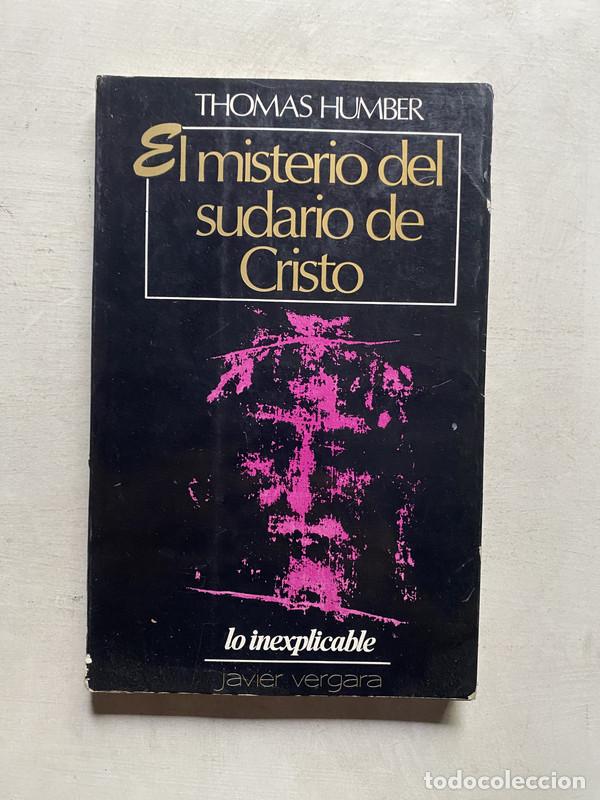 THOMAS HUMBER
El misterio del
sudario de
Cristo
lo inexplicable
javier vergara
todocoleccion